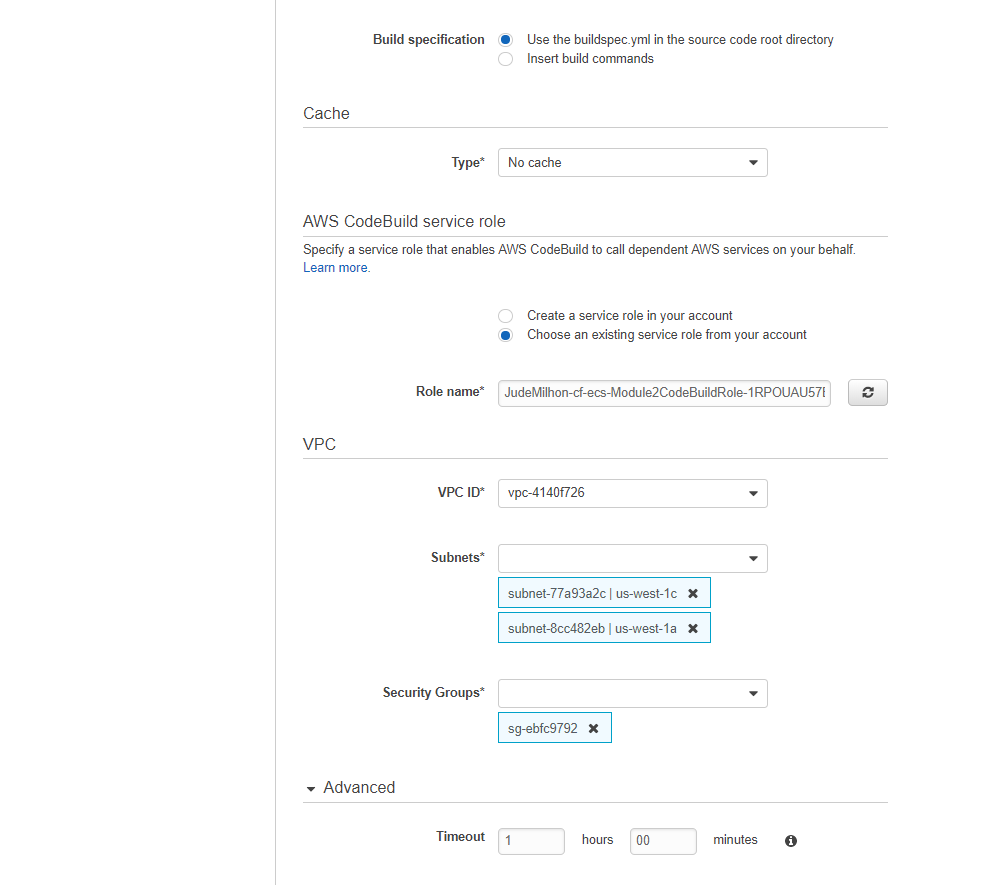 Build specification Use the buildspec.yml in the source code root directory
Insert build commands
Cache
Type* No cache
AWS CodeBuild service role
Specify a service role that enables AWS CodeBuild to call dependent AWS services on your behalf.
Learn more.
Create a service role in your account
Choose an existing service role from your account
Role name* JudeMilhon-cf-ecs-Module2CodeBuildRole-1RPOUAU57
VPC
VPC ID* vpc-4140f726
Subnets*
subnet-77a93a2c | us-west-1c
subnet-8cc482eb | us-west-1a
Security Groups*
sg-ebfc9792
Advanced
Timeout 1 hours 00 minutes